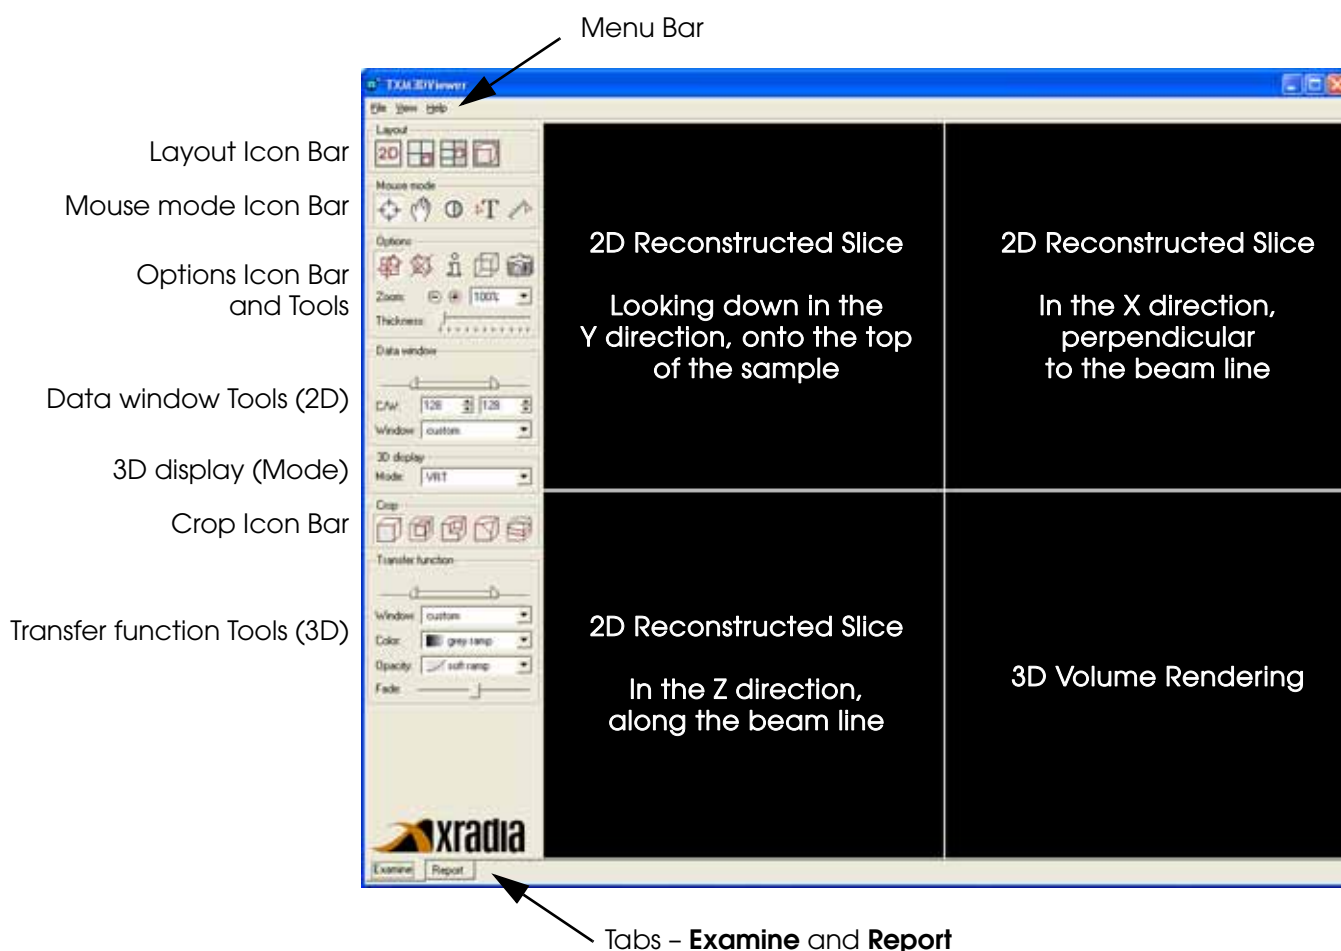 Menu Bar
TXM3DViewer
File View Help
Layout Icon Bar
Layout
2D
Mouse mode Icon Bar
Mouse mode
T
Options Icon Bar
and Tools
Options
Zoom: 100%
Thickness:
Data window Tools (2D)
Data window
C/W: 128 128
Window: custom
3D display (Mode)
3D display
Mode: VRT
Crop Icon Bar
Crop
Transfer function Tools (3D)
Transfer function
Window: custom
Color: grey ramp
Opacity: soft ramp
Fade:
2D Reconstructed Slice
Looking down in the
Y direction, onto the top
of the sample
2D Reconstructed Slice
In the X direction,
perpendicular
to the beam line
2D Reconstructed Slice
In the Z direction,
along the beam line
3D Volume Rendering
xradia
Examine Report
Tabs – Examine and Report